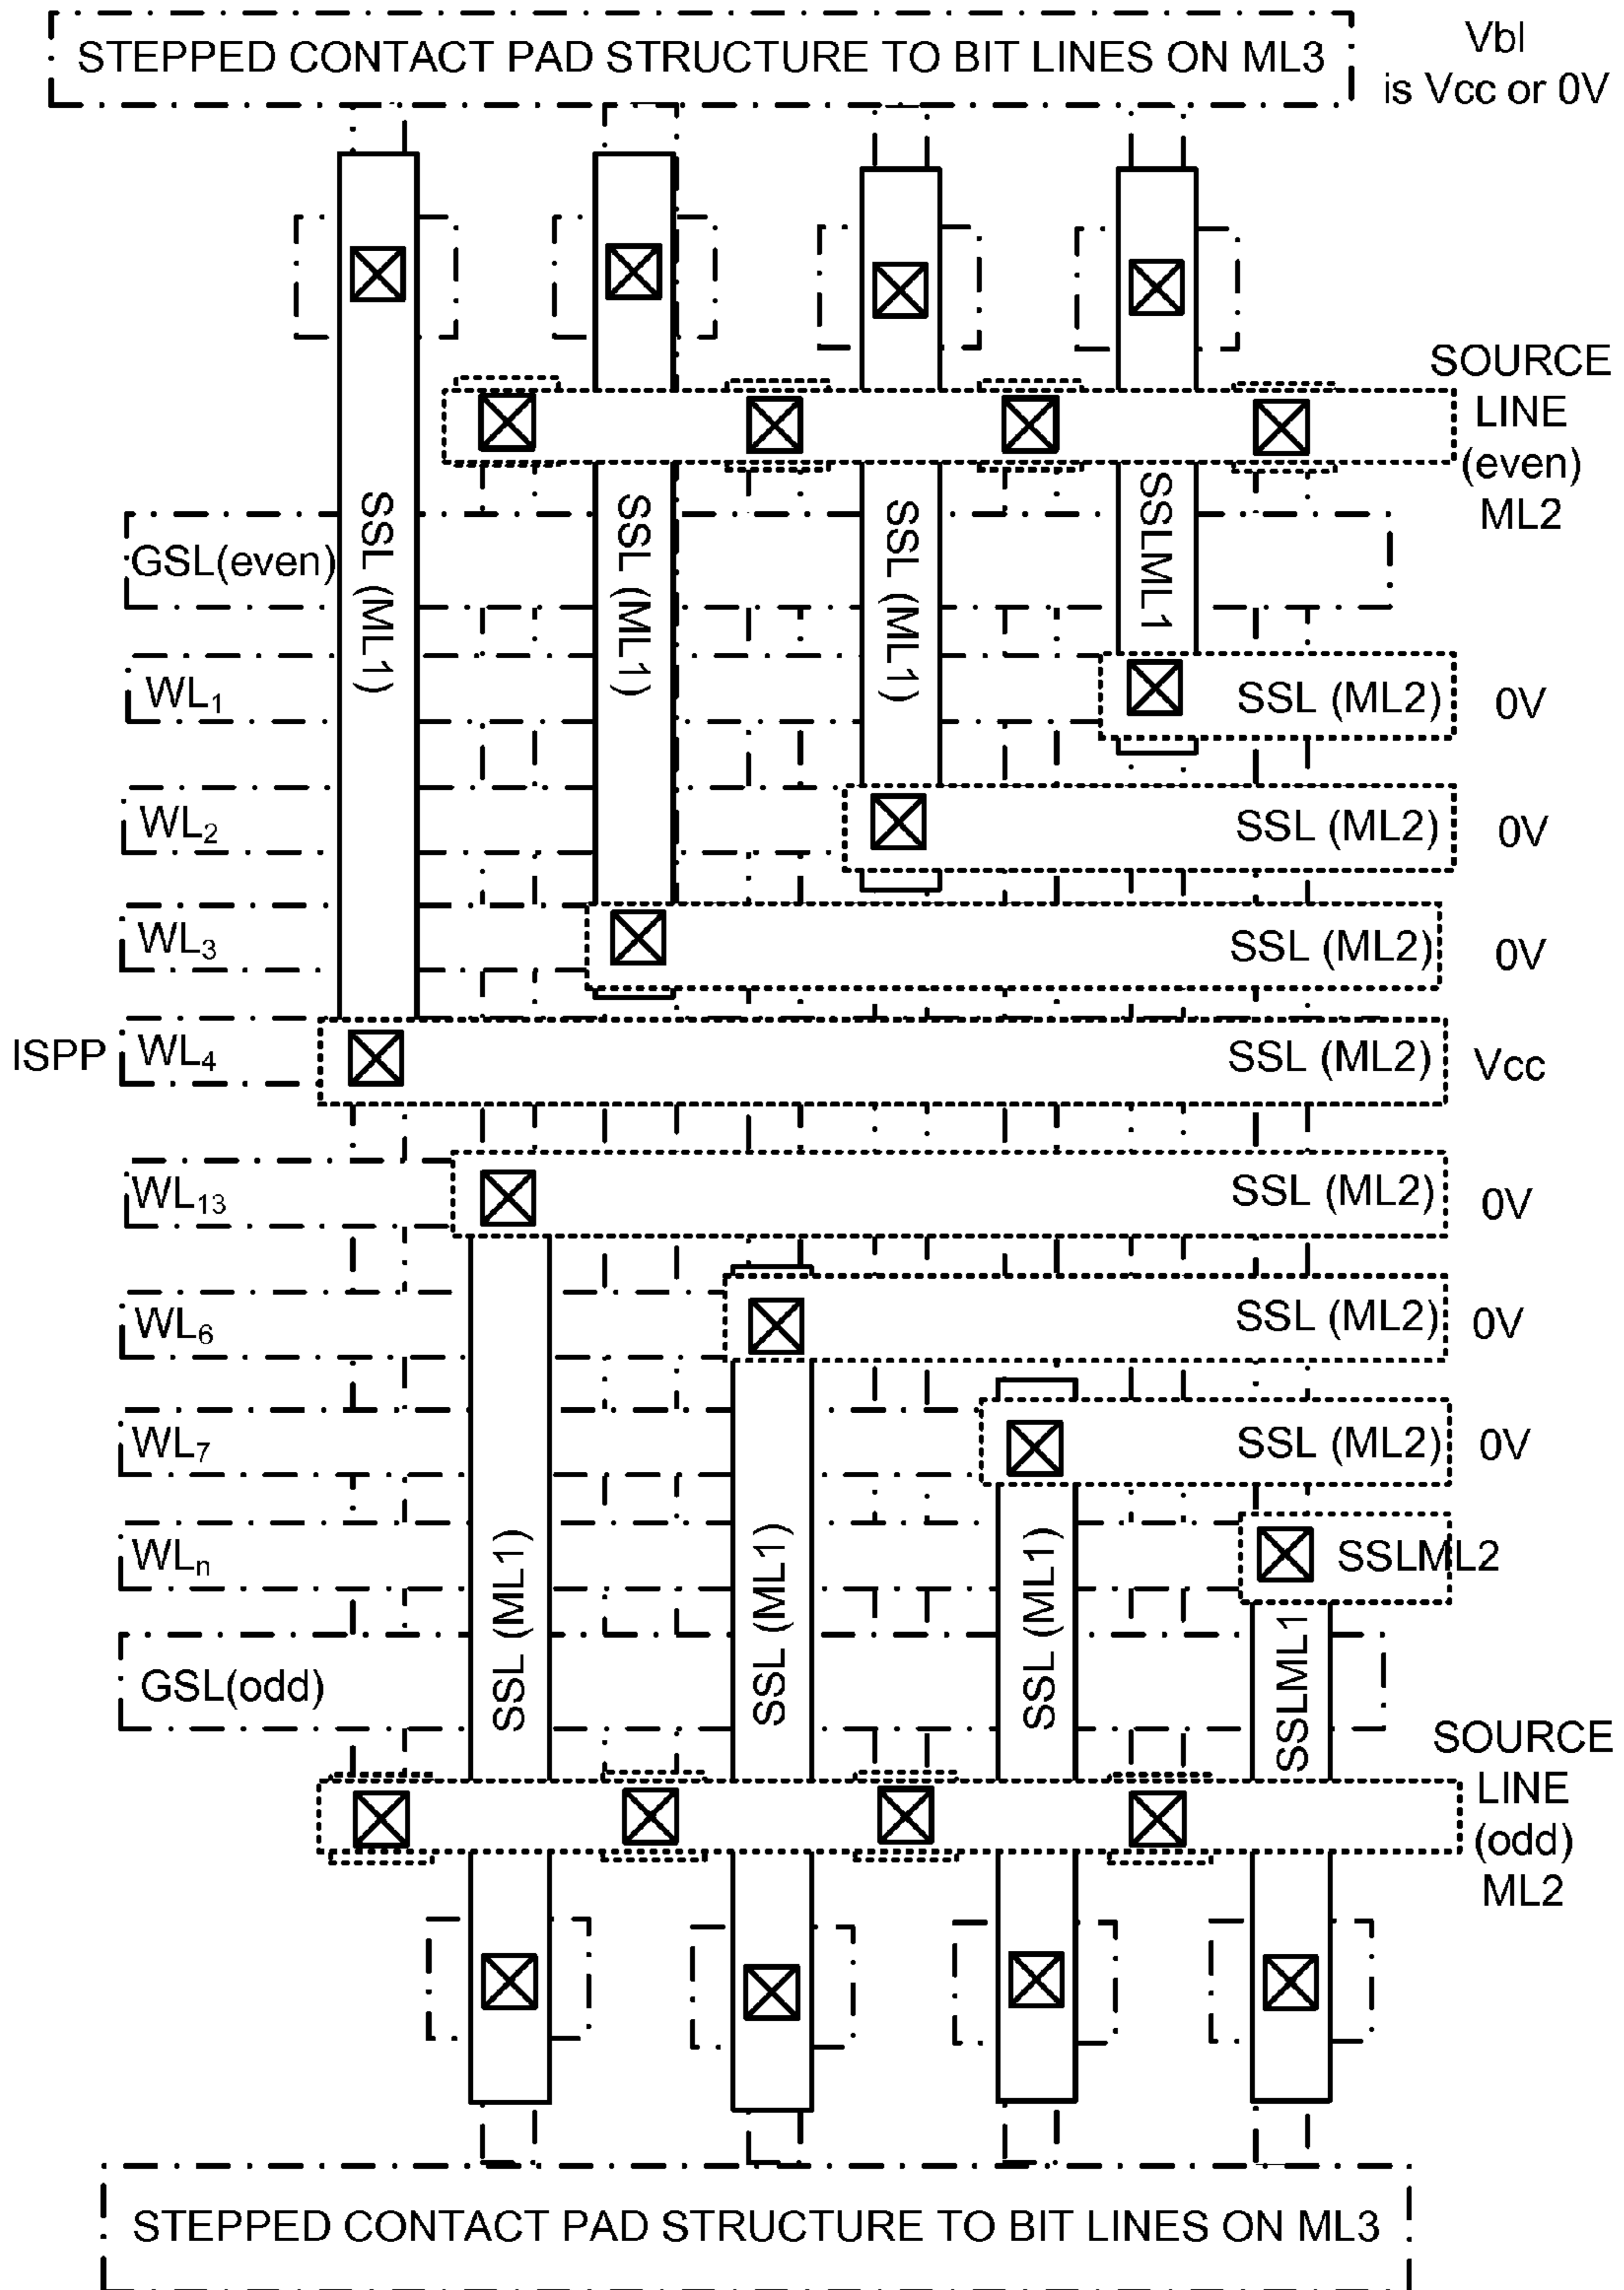 STEPPED CONTACT PAD STRUCTURE TO BIT LINES ON ML3
Vbl
is Vcc or 0V
SOURCE
LINE
(even)
ML2
SSL (ML1)
SSL (ML1)
SSL (ML1)
SSLML1
GSL(even)
WL1
SSL (ML2)
0V
WL2
SSL (ML2)
0V
WL3
SSL (ML2)
0V
ISPP
WL4
SSL (ML2)
Vcc
WL13
SSL (ML2)
0V
WL6
SSL (ML2)
0V
WL7
SSL (ML2)
0V
WLn
SSLML2
SSL (ML1)
SSL (ML1)
SSL (ML1)
SSLML1
GSL(odd)
SOURCE
LINE
(odd)
ML2
STEPPED CONTACT PAD STRUCTURE TO BIT LINES ON ML3